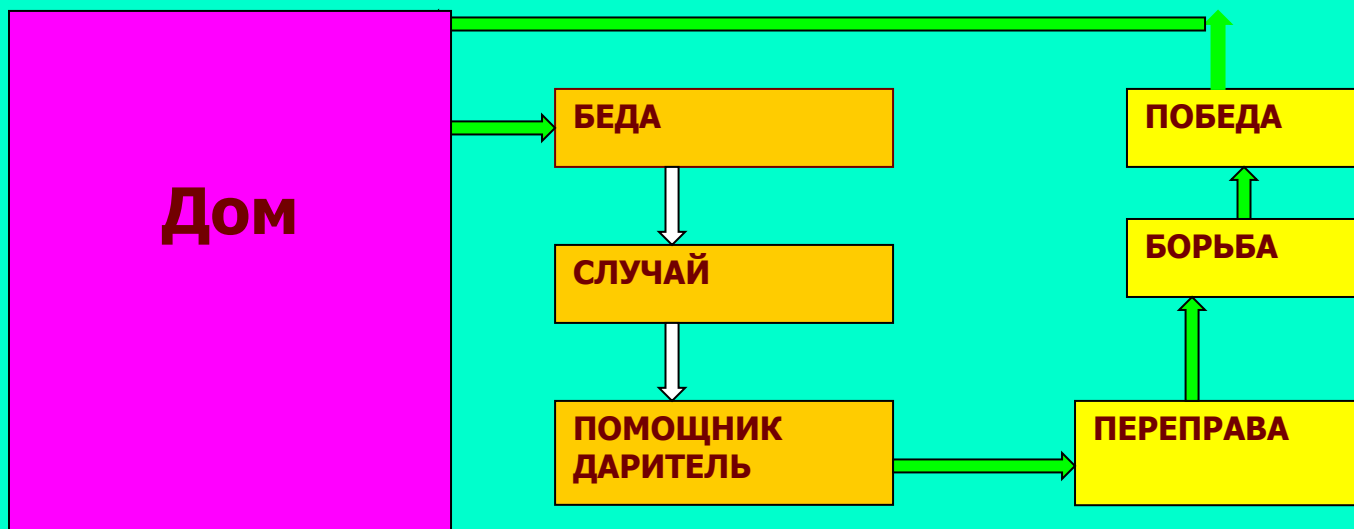 Дом
БЕДА
СЛУЧАЙ
ПОМОЩНИК
ДАРИТЕЛЬ
ПЕРЕПРАВА
БОРЬБА
ПОБЕДА